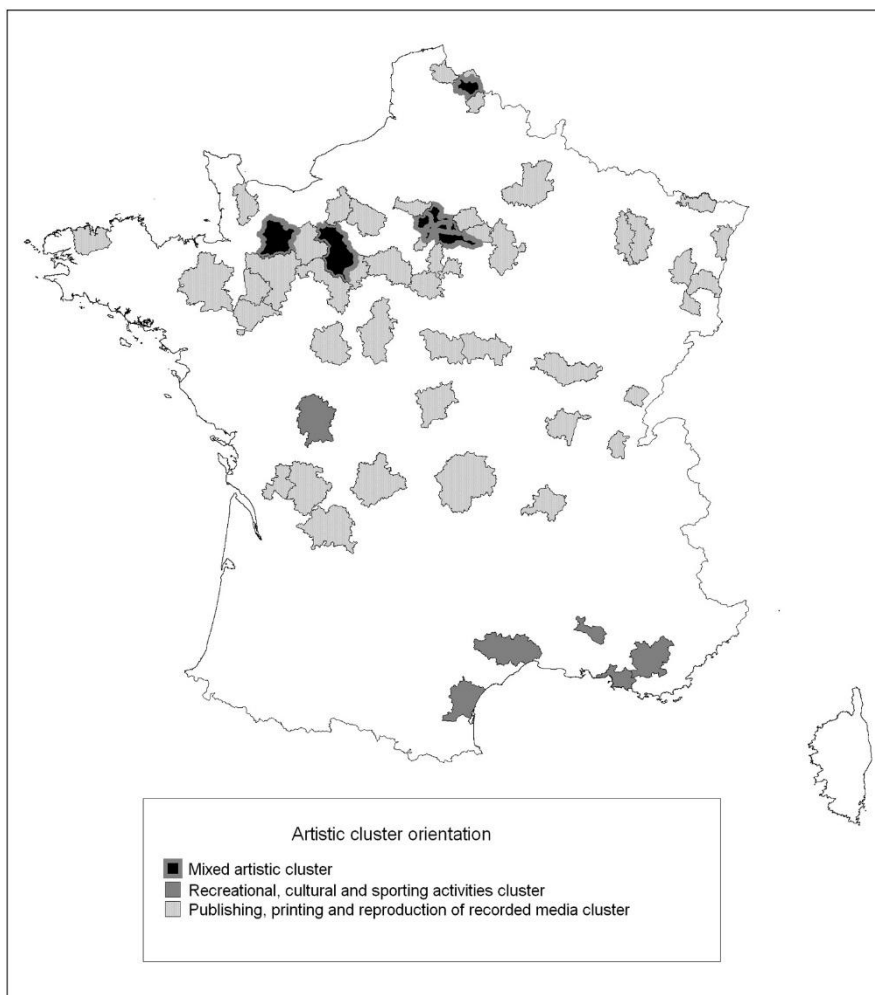 Artistic cluster orientation
Mixed artistic cluster
Recreational, cultural and sporting activities cluster
Publishing, printing and reproduction of recorded media cluster